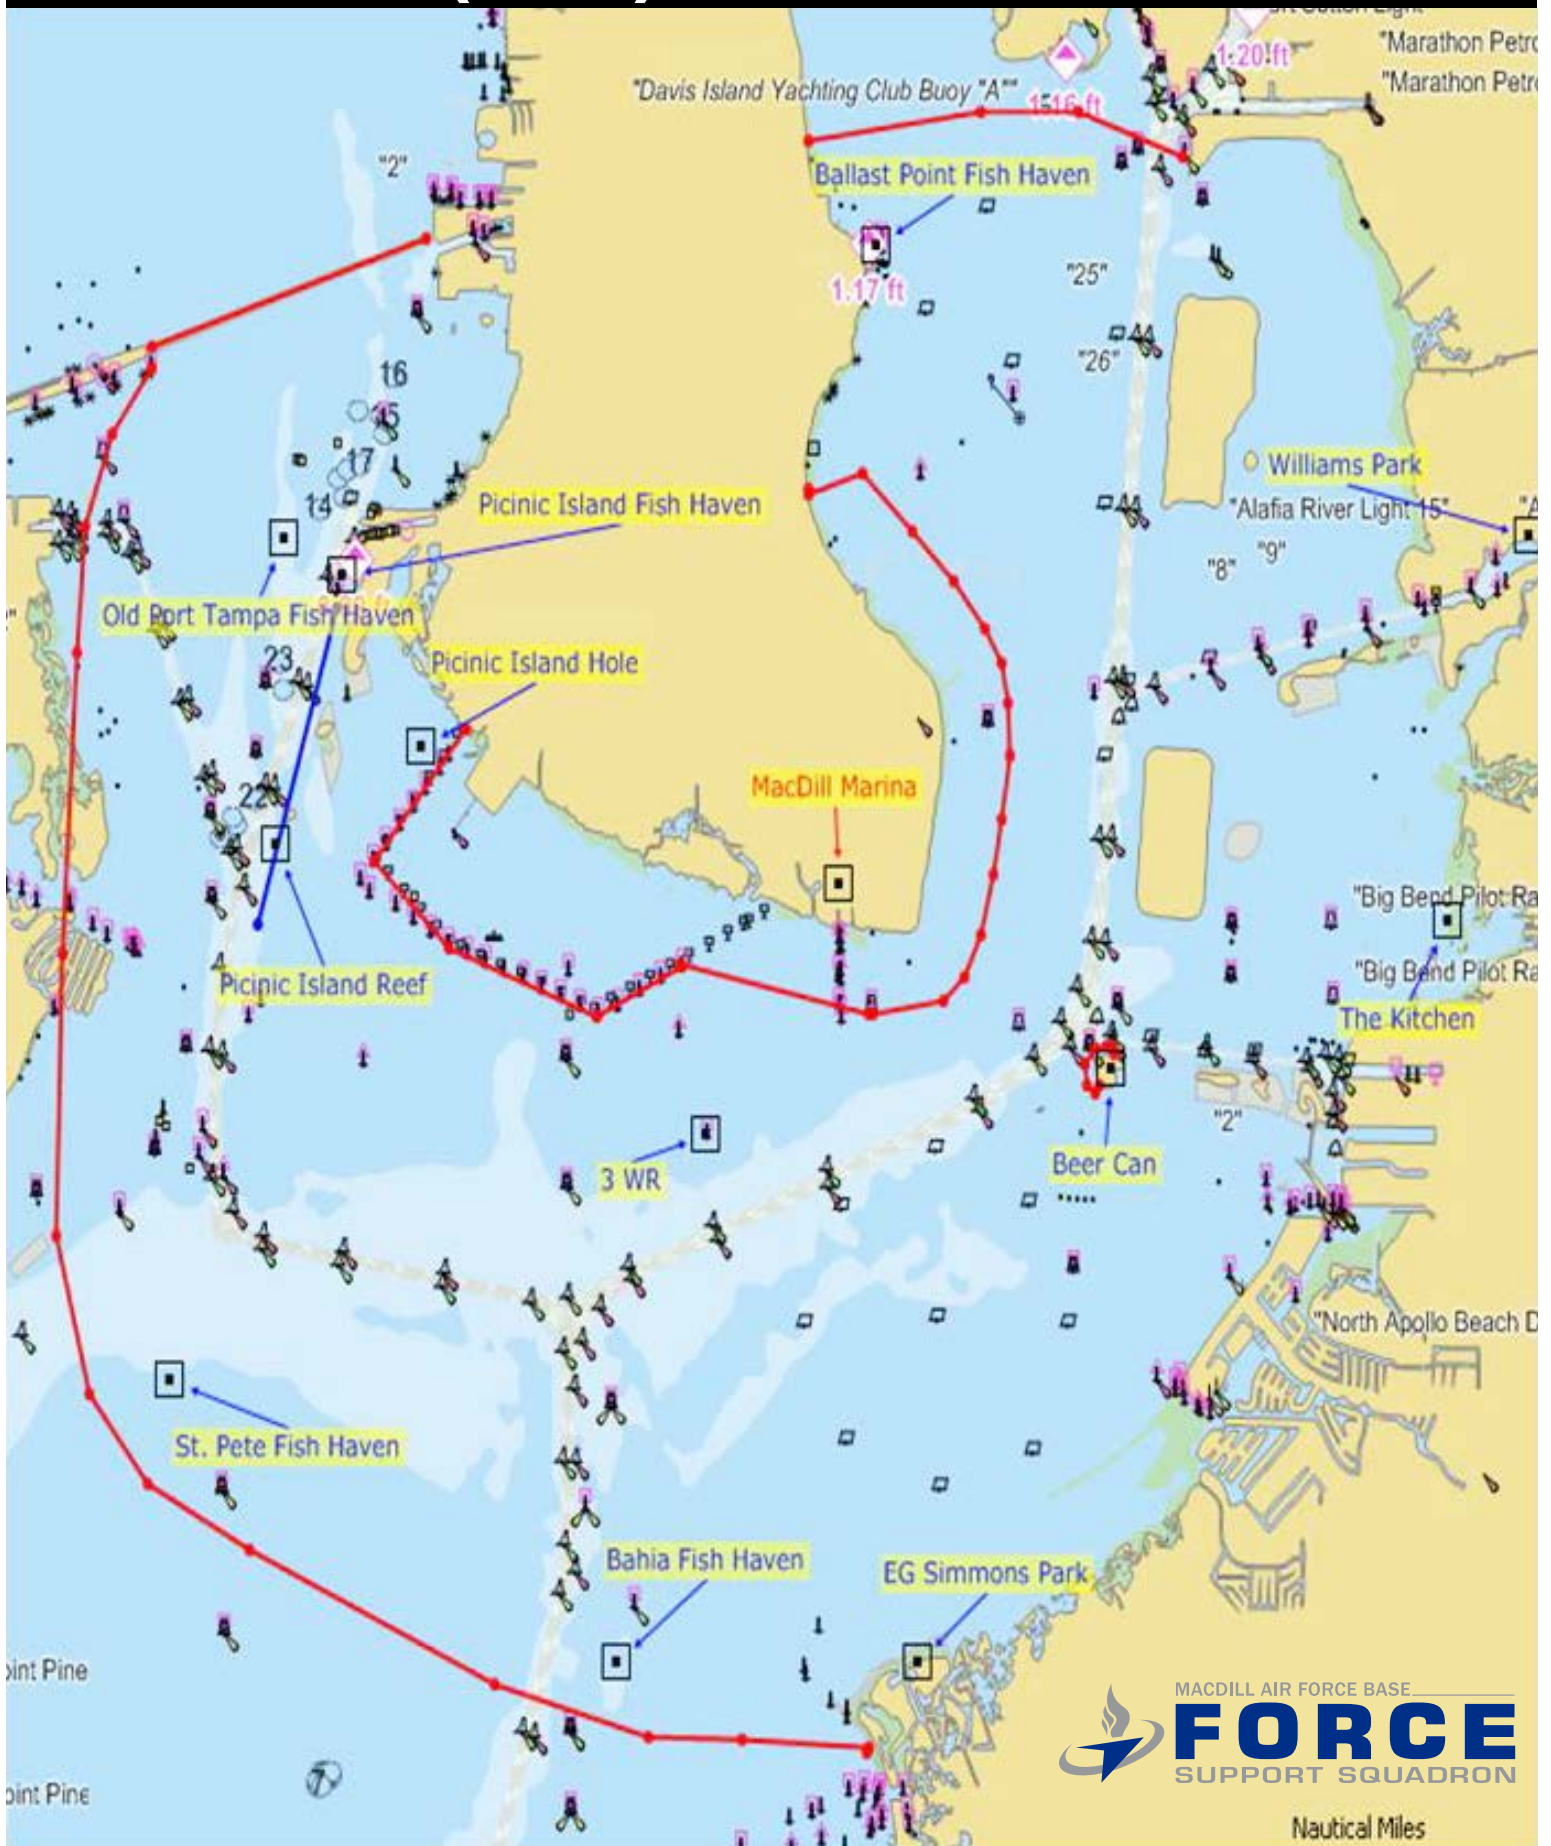 "Marathon Petro
"Marathon Petro
1.20 ft
"Davis Island Yachting Club Buoy "A""
"2"
Ballast Point Fish Haven
"25"
1.17 ft
"26"
16
15
17
14
Williams Park
Picinic Island Fish Haven
"Alafia River Light 15"
"A
"9"
"8"
Old Port Tampa Fish Haven
23
Picinic Island Hole
22
MacDill Marina
"Big Bend Pilot Ra
Picinic Island Reef
"Big Bend Pilot Ra
The Kitchen
"2"
3 WR
Beer Can
"North Apollo Beach D
St. Pete Fish Haven
Bahia Fish Haven
EG Simmons Park
oint Pine
MACDILL AIR FORCE BASE
FORCE
SUPPORT SQUADRON
oint Pine
7
Nautical Miles